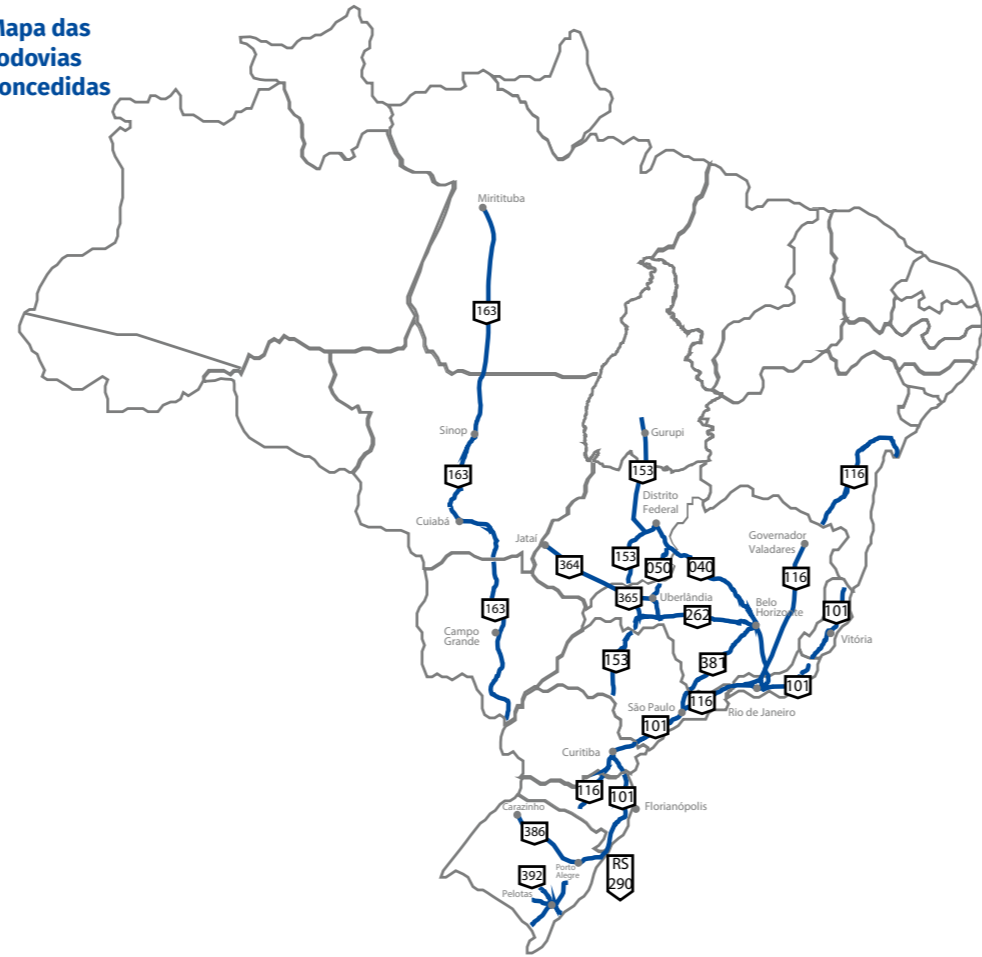 Mapa das
odovias
oncedidas
Miritituba
163
Sinop
Gurupi
163
153
116
Distrito
Federal
Cuiabá
Jataí
Governador
Valadares
153
364
050
040
116
365
Uberlândia
163
262
Belo
Horizonte
101
Campo
Grande
Vitória
153
381
101
116
São Paulo
Rio de Janeiro
101
Curitiba
116
101
Florianópolis
Carazinho
386
Porto
Alegre
RS
290
392
Pelotas